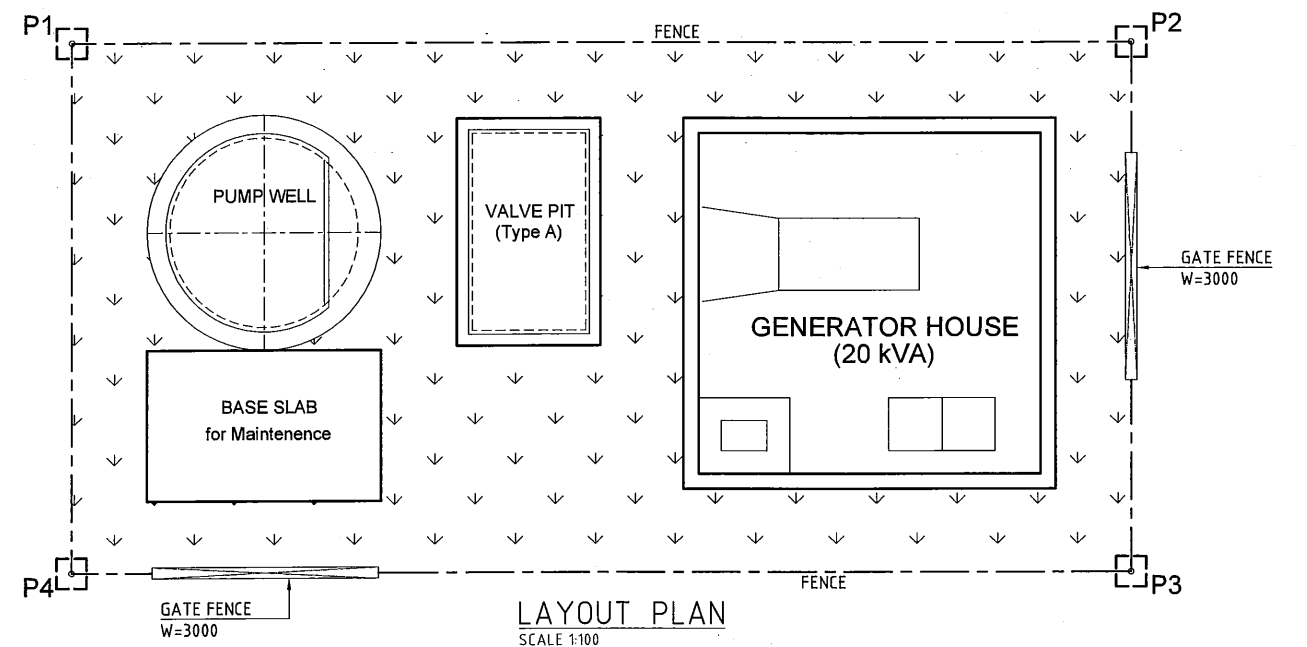 P1
P2
FENCE
PUMP WELL
VALVE PIT
(Type A)
GATE FENCE
W=3000
GENERATOR HOUSE
(20 kVA)
BASE SLAB
for Maintenence
P4
P3
FENCE
GATE FENCE
W=3000
LAYOUT PLAN
SCALE 1:100